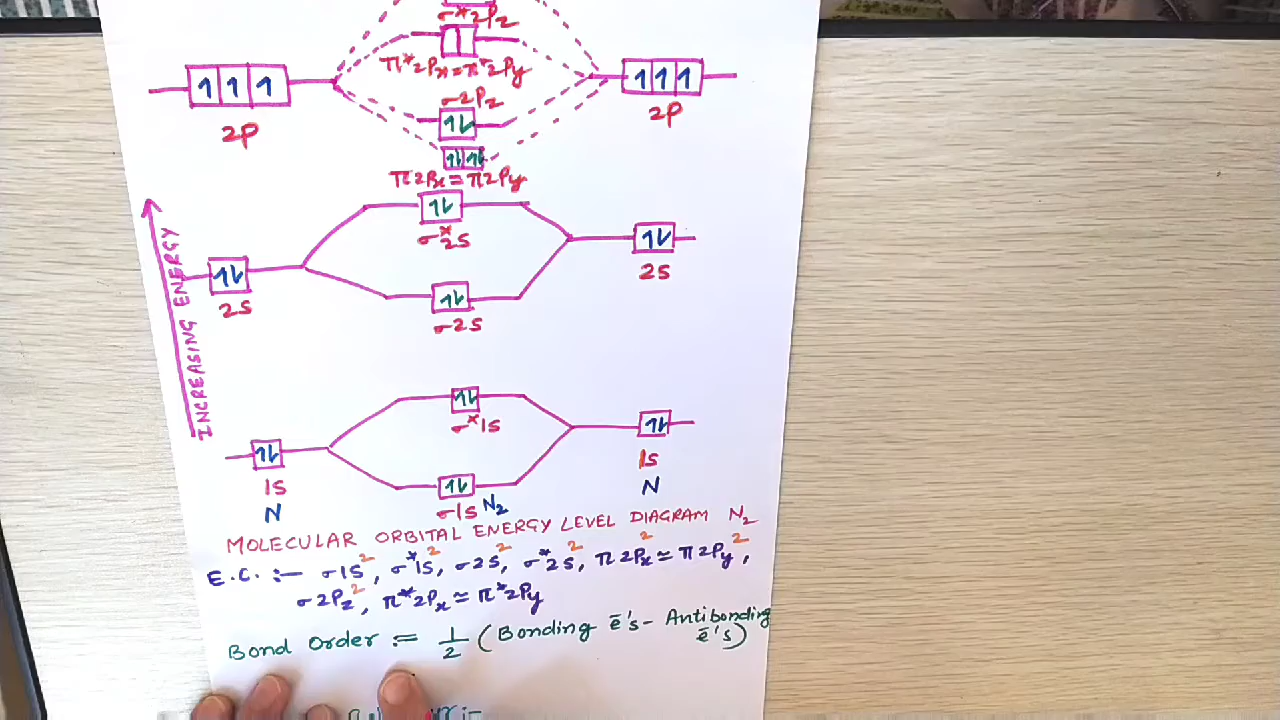 σ*2Pz
π*2Px=π*2Py
σ2Pz
2P
2P
π2Px=π2Py
σ*2S
2S
2S
σ2S
INCREASING ENERGY
σ*1S
1S
1S
N
N
σ1S N2
MOLECULAR ORBITAL ENERGY LEVEL DIAGRAM N2
E.C. :- σ1S², σ*1S², σ2S², σ*2S², π2Px² ≃ π2Py²,
σ2Pz², π*2Px ≃ π*2Py
Bond Order := 1/2 (Bonding ē's - Antibonding
ē's)